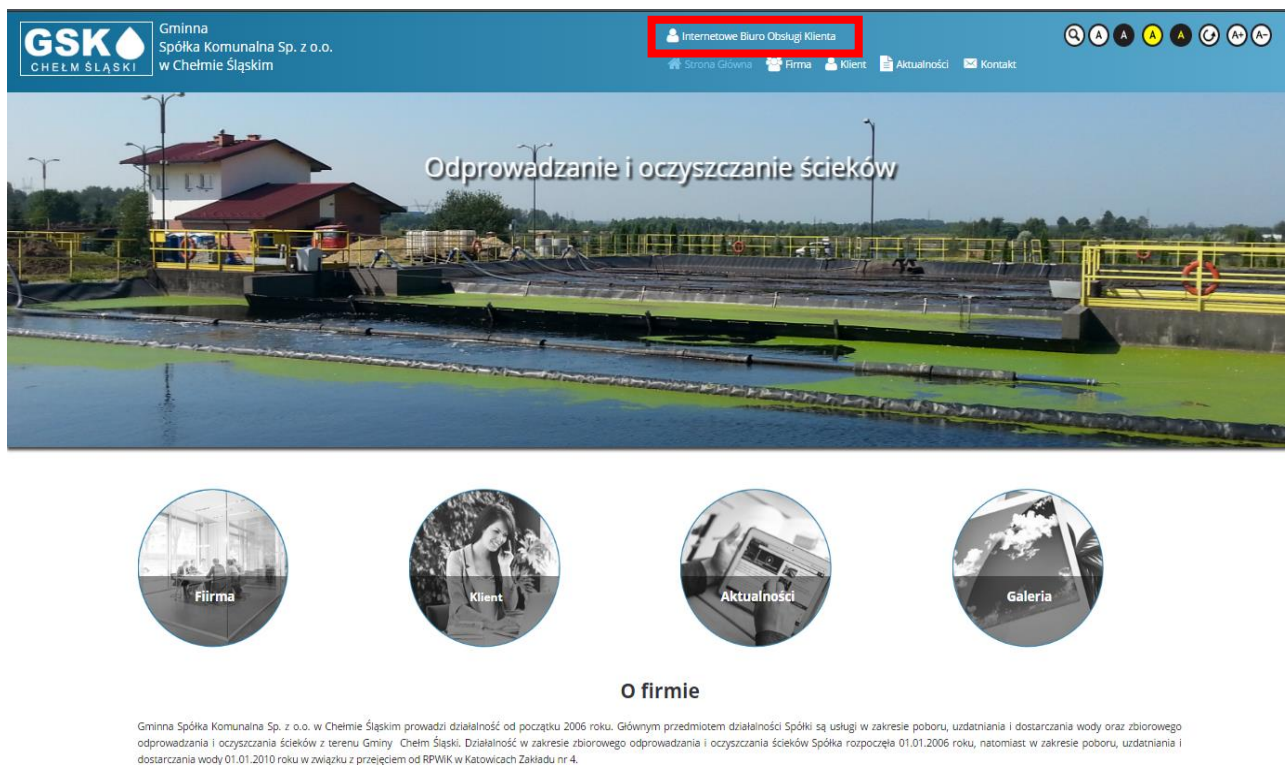 GSK
CHEŁM ŚLĄSKI
Gminna
Spółka Komunalna Sp. z o.o.
w Chełmie Śląskim
Internetowe Biuro Obsługi Klienta
Strona Główna Firma Klient Aktualności Kontakt
A A A A A+ A-
Odprowadzanie i oczyszczanie ścieków
Fiirma
Klient
Aktualności
Galeria
O firmie
Gminna Spółka Komunalna Sp. z o.o. w Chełmie Śląskim prowadzi działalność od początku 2006 roku. Głównym przedmiotem działalności Spółki są usługi w zakresie poboru, uzdatniania i dostarczania wody oraz zbiorowego
odprowadzania i oczyszczania ścieków z terenu Gminy Chełm Śląski. Działalność w zakresie zbiorowego odprowadzania i oczyszczania ścieków Spółka rozpoczęła 01.01.2006 roku, natomiast w zakresie poboru, uzdatniania i
dostarczania wody 01.01.2010 roku w związku z przejęciem od RPWiK w Katowicach Zakładu nr 4.